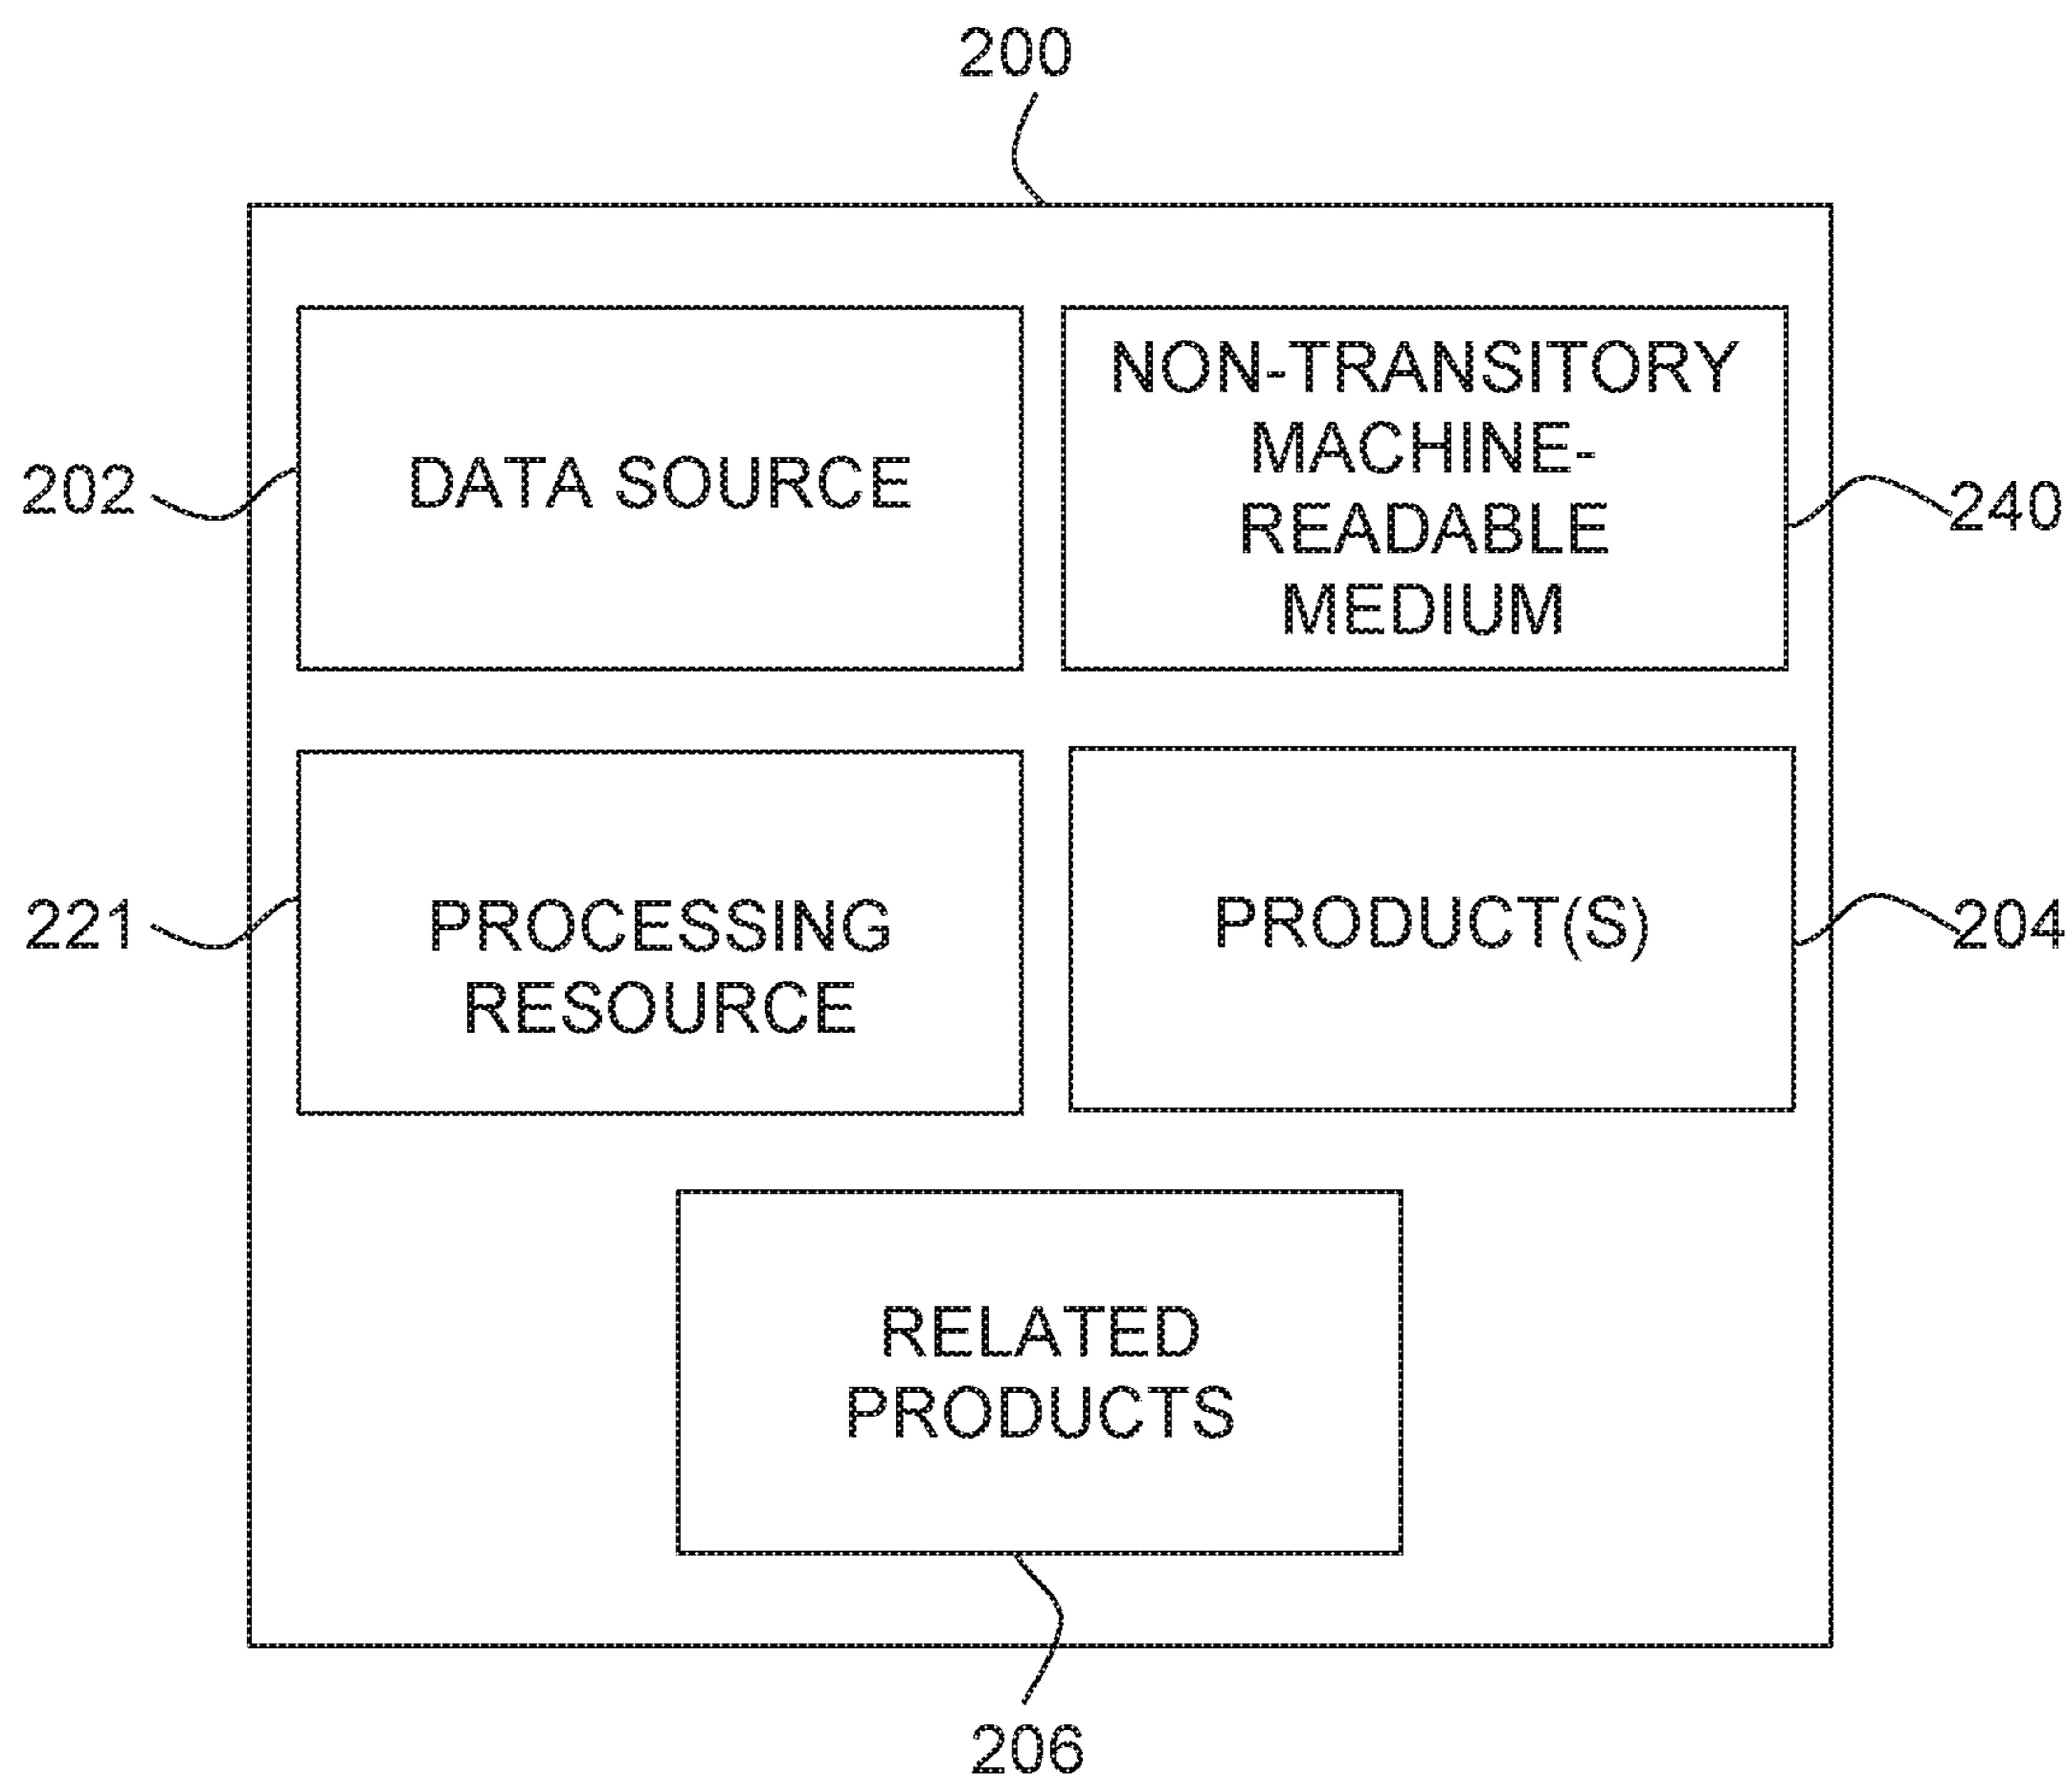 200
202
DATA SOURCE
NON-TRANSITORY
MACHINE-
READABLE
MEDIUM
240
221
PROCESSING
RESOURCE
PRODUCT(S)
204
RELATED
PRODUCTS
206